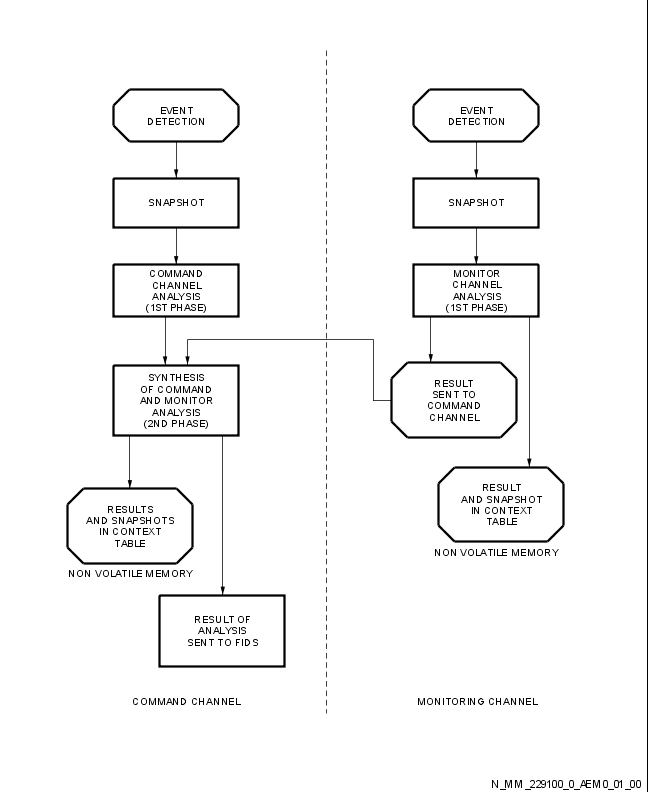 EVENT
DETECTION
SNAPSHOT
COMMAND
CHANNEL
ANALYSIS
(1ST PHASE)
SYNTHESIS
OF COMMAND
AND MONITOR
ANALYSIS
(2ND PHASE)
RESULTS
AND SNAPSHOTS
IN CONTEXT
TABLE
NON VOLATILE MEMORY
RESULT OF
ANALYSIS
SENT TO FIDS
COMMAND CHANNEL
EVENT
DETECTION
SNAPSHOT
MONITOR
CHANNEL
ANALYSIS
(1ST PHASE)
RESULT
SENT TO
COMMAND
CHANNEL
RESULT
AND SNAPSHOT
IN CONTEXT
TABLE
NON VOLATILE MEMORY
MONITORING CHANNEL
N_MM_229100_0_AEM0_01_00